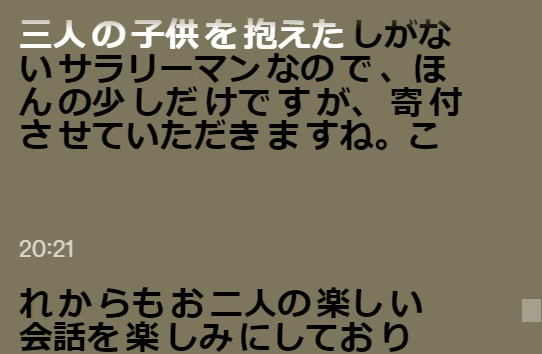 三人の子供を抱えたしがな
いサラリーマンなので、ほ
んの少しだけですが、寄付
させていただきますね。こ
20:21
れからもお二人の楽しい
会話を楽しみにしており